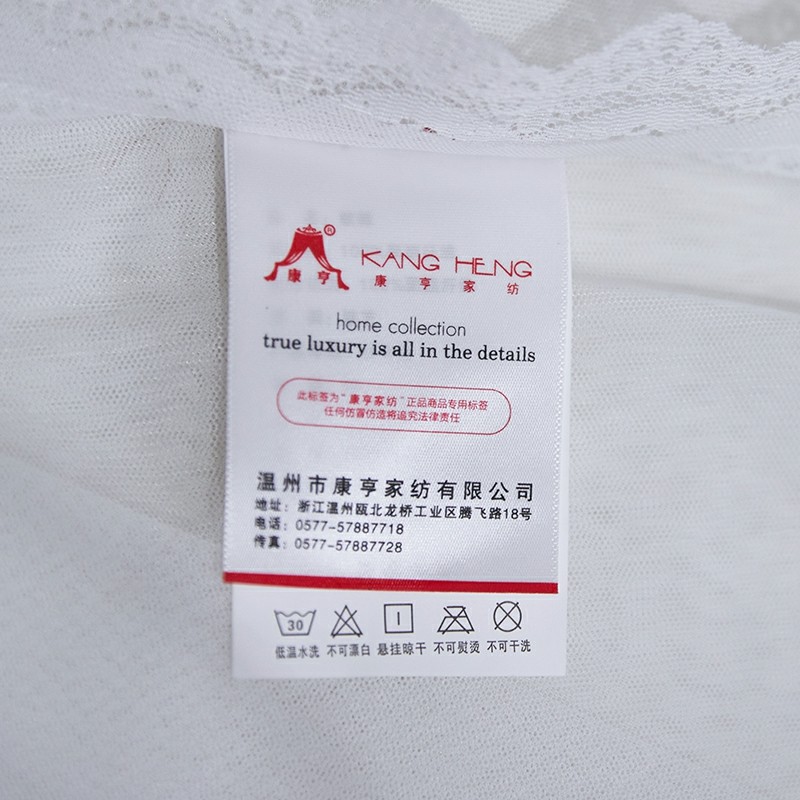 ®
康亨
KANG HENG
康亨家纺
home collection
true luxury is all in the details
此标签为“康亨家纺”正品商品专用标签
任何仿冒仿造将追究法律责任
温州市康亨家纺有限公司
地址：浙江温州瓯北龙桥工业区腾飞路18号
电话：0577-57887718
传真：0577-57887728
30
低温水洗 不可漂白 悬挂晾干 不可熨烫 不可干洗